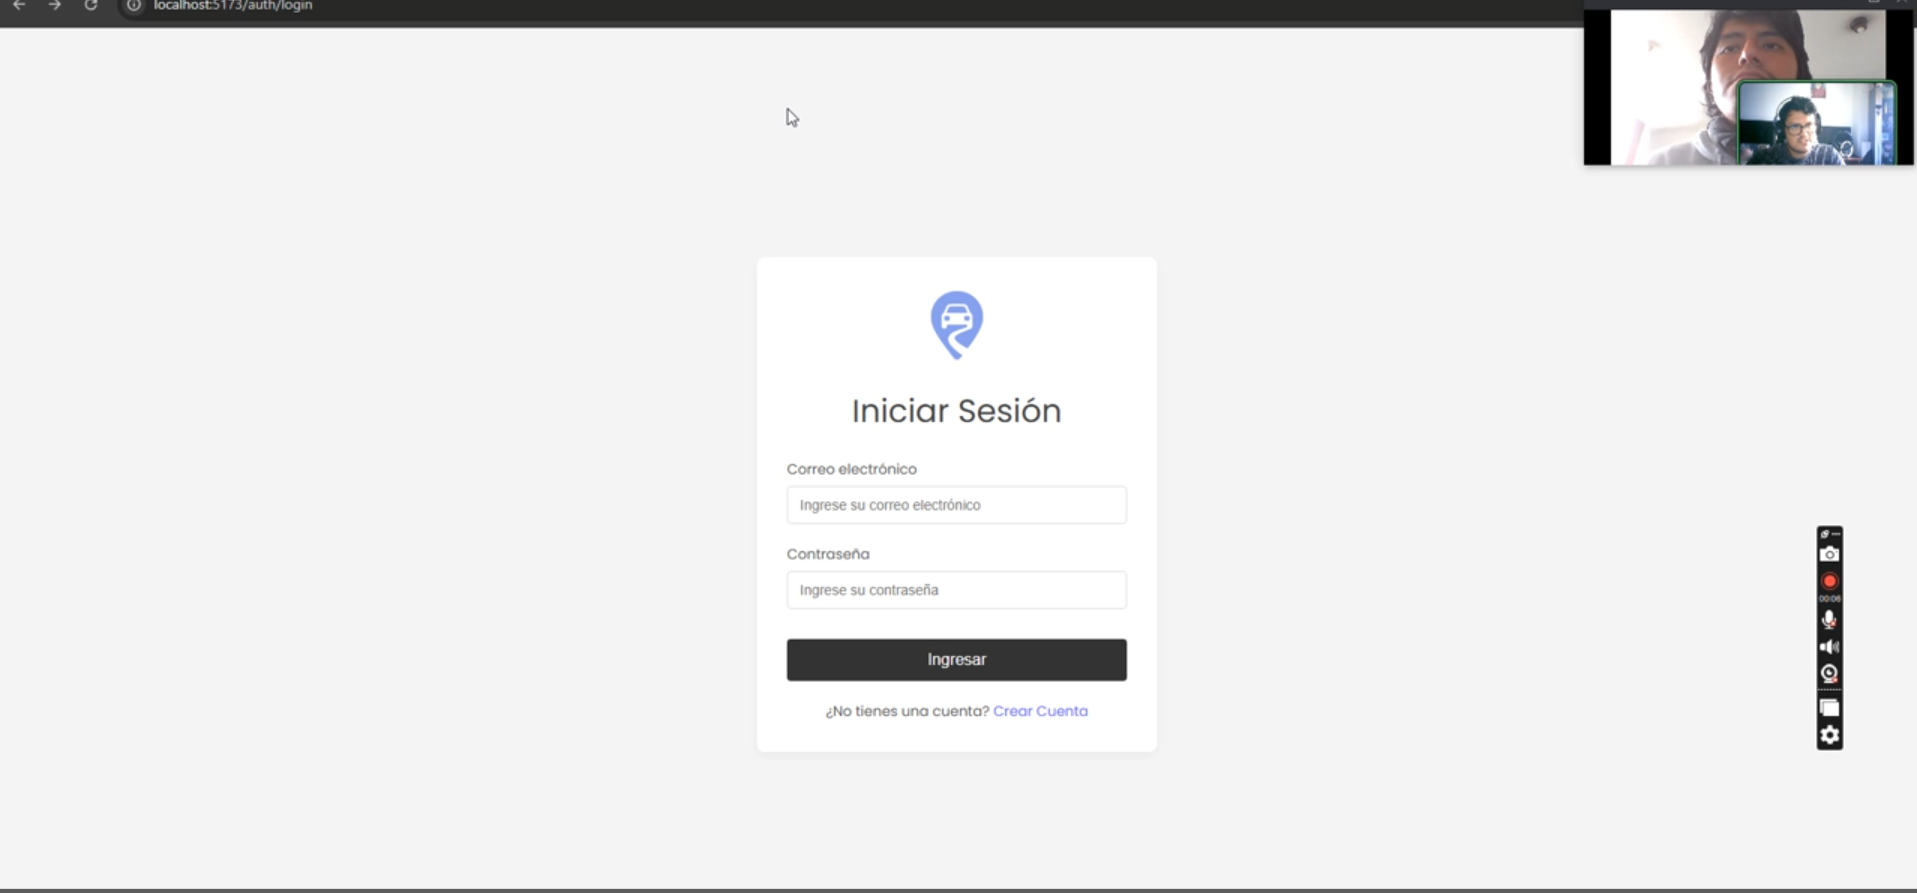 localhost:5173/auth/login
Iniciar Sesión
Correo electrónico
Ingrese su correo electrónico
Contraseña
Ingrese su contraseña
Ingresar
¿No tienes una cuenta? Crear Cuenta
00:06